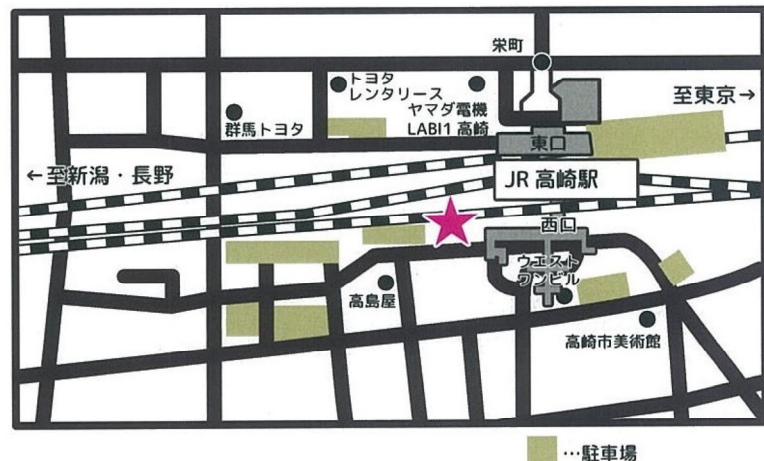 栄町
トヨタ
レンタリース
ヤマダ電機
LABI1 高崎
群馬トヨタ
至東京→
東口
←至新潟・長野
JR 高崎駅
西口
ウエスト
ワンビル
高島屋
高崎市美術館
…駐車場